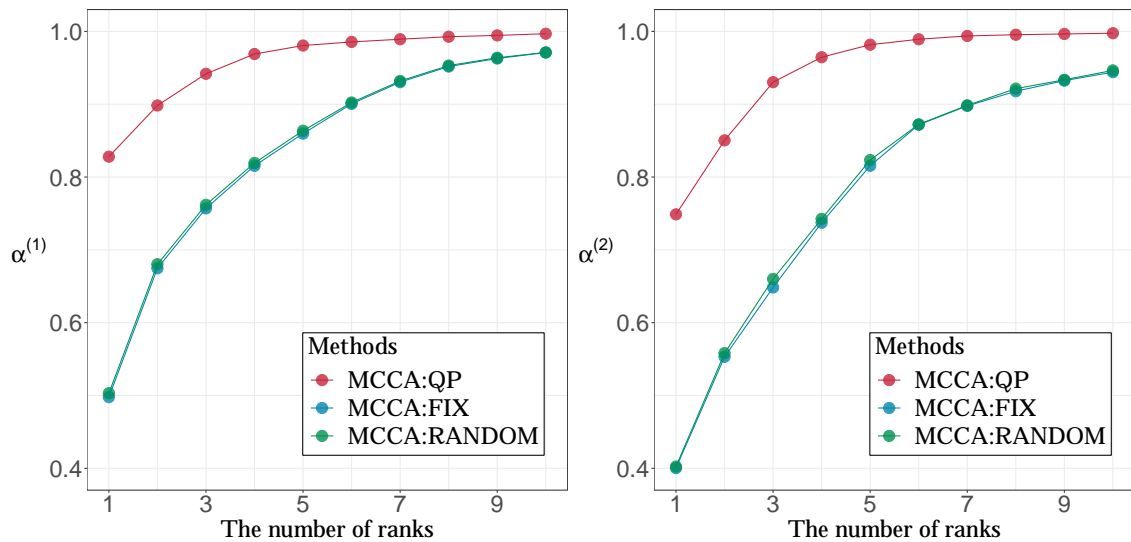 1.0
0.8
α(1)
0.6
0.4
Methods
MCCA:QP
MCCA:FIX
MCCA:RANDOM
1 3 5 7 9
The number of ranks
1.0
0.8
α(2)
0.6
0.4
Methods
MCCA:QP
MCCA:FIX
MCCA:RANDOM
1 3 5 7 9
The number of ranks